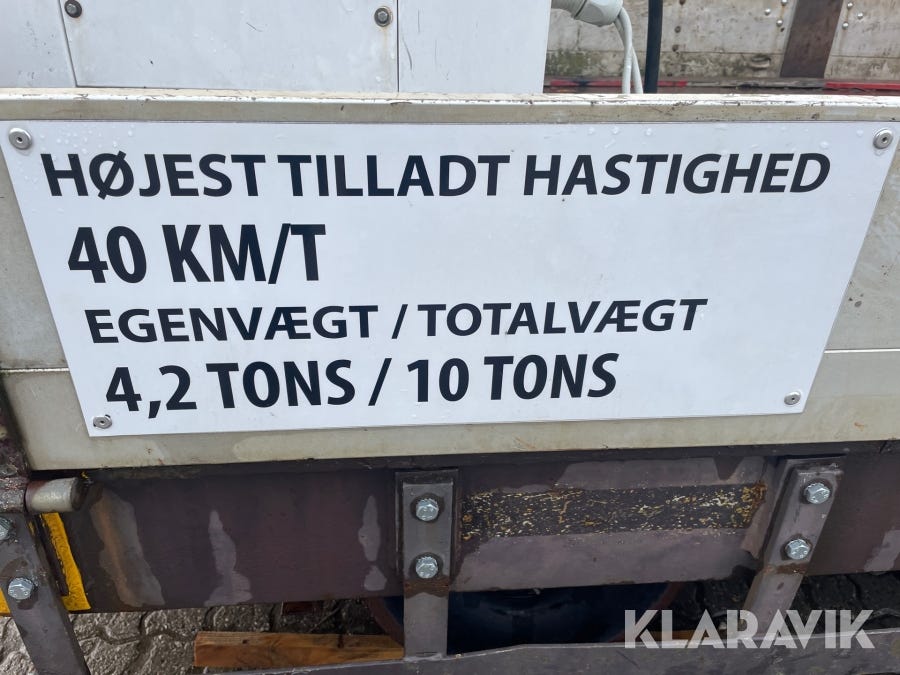 HØJEST TILLADT HASTIGHED
40 KM/T
EGENVÆGT / TOTALVÆGT
4,2 TONS / 10 TONS
KLARAVIK